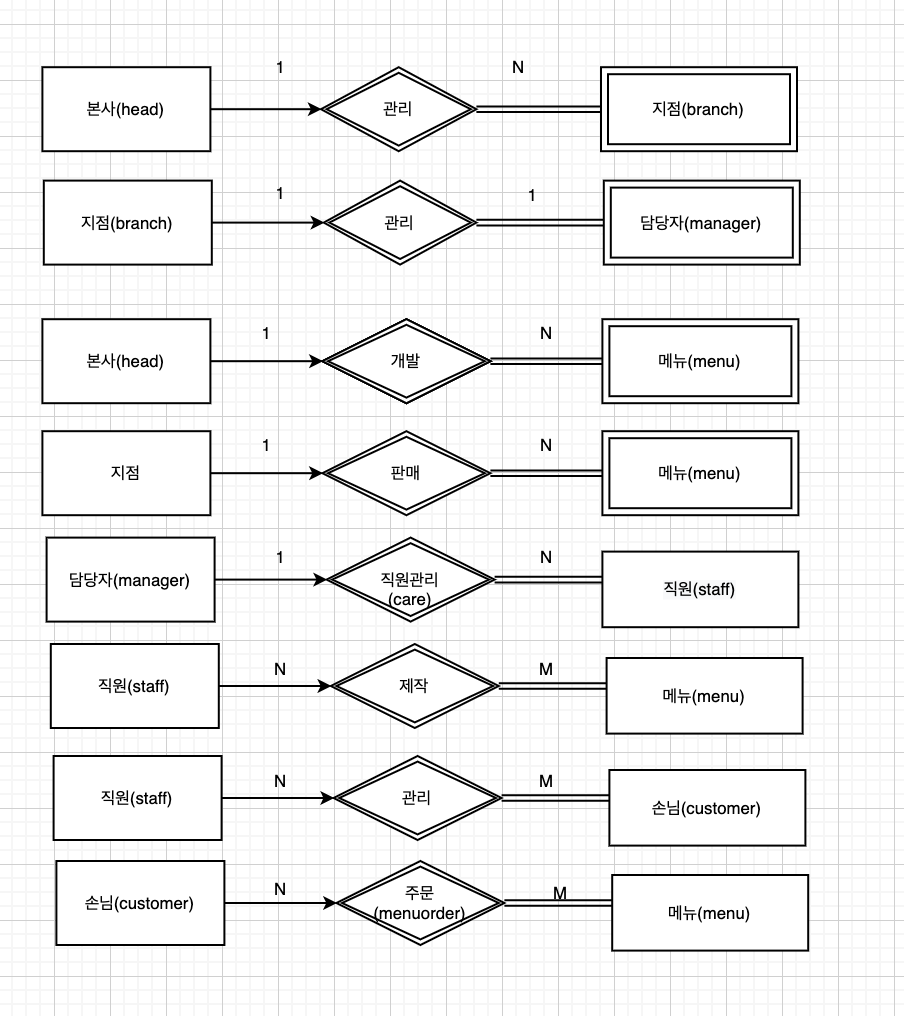 1 N
본사(head) 관리 지점(branch)
1 1
지점(branch) 관리 담당자(manager)
1 N
본사(head) 개발 메뉴(menu)
1 N
지점 판매 메뉴(menu)
1 N
담당자(manager) 직원관리 직원(staff)
(care)
N M
직원(staff) 제작 메뉴(menu)
N M
직원(staff) 관리 손님(customer)
N M
손님(customer) 주문 메뉴(menu)
(menuorder)